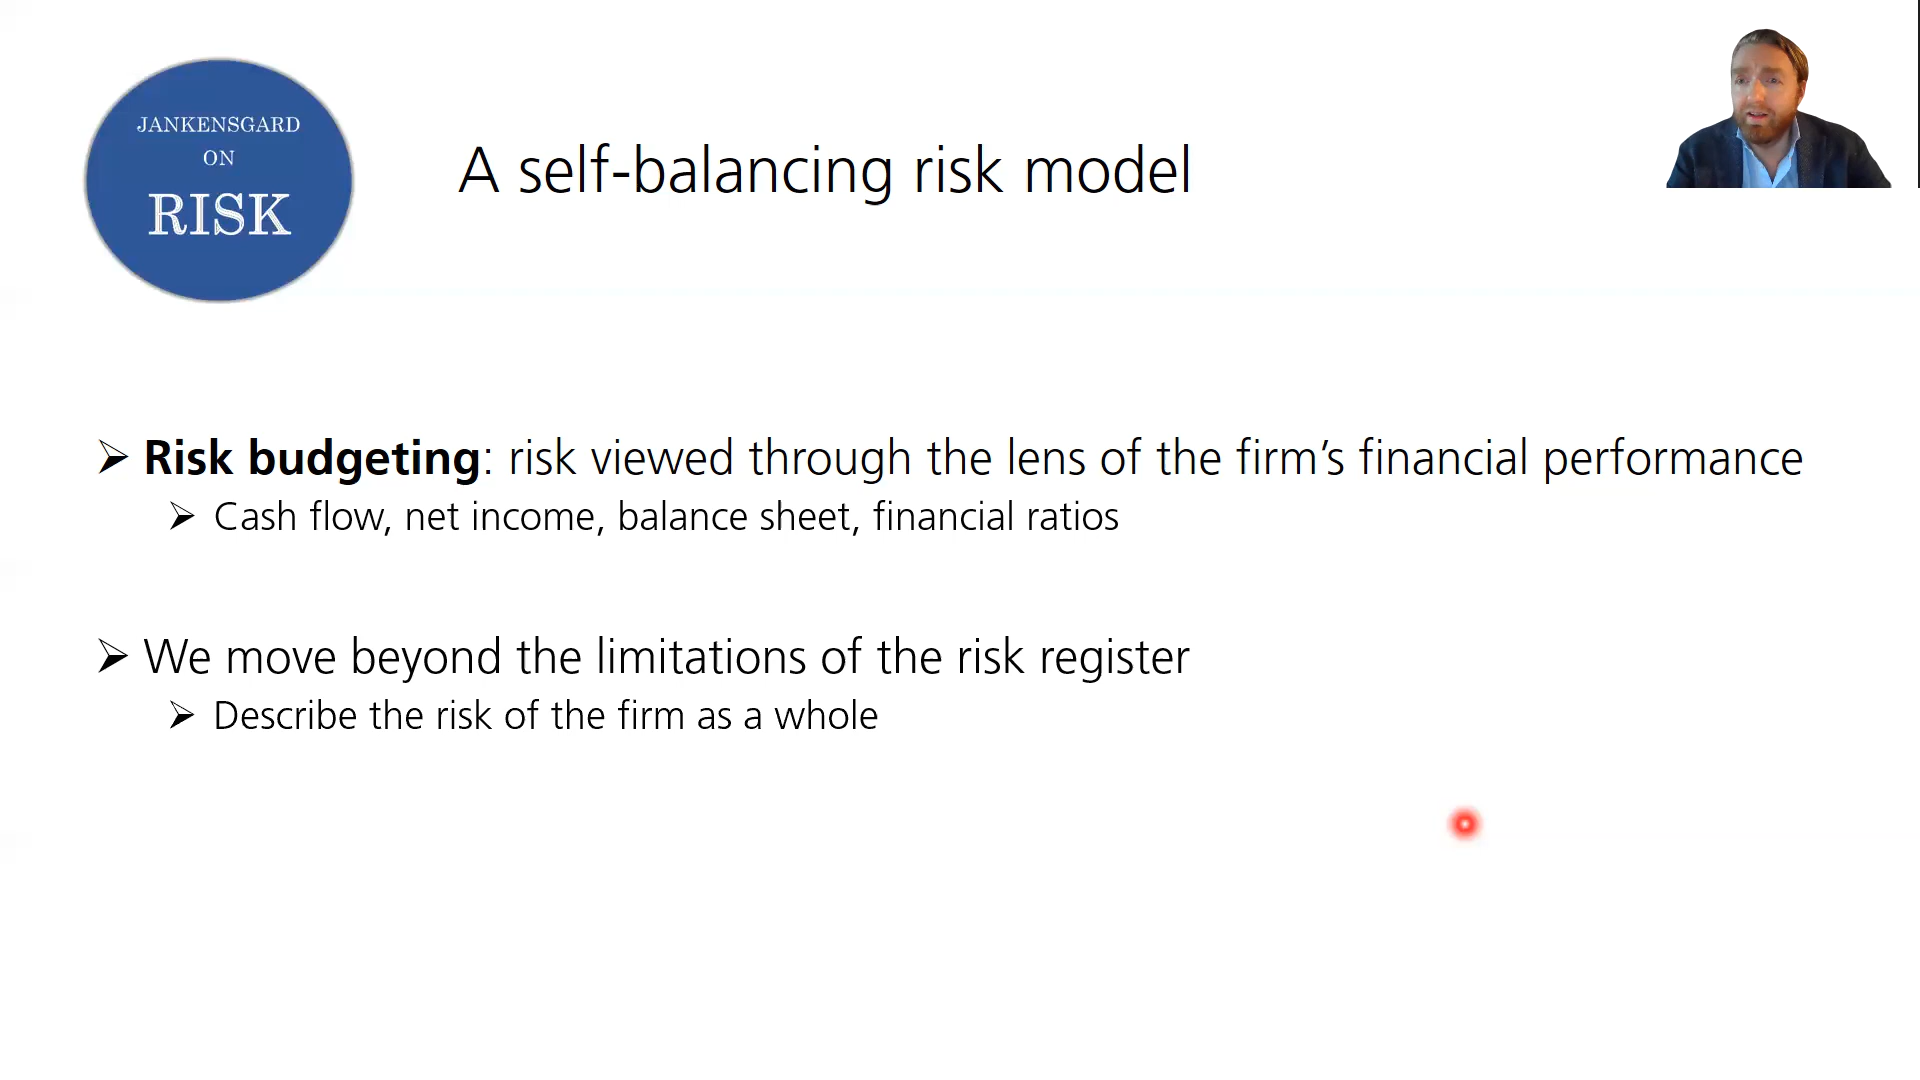 JANKENSGARD
ON
RISK
A self-balancing risk model
Risk budgeting: risk viewed through the lens of the firm’s financial performance
Cash flow, net income, balance sheet, financial ratios
We move beyond the limitations of the risk register
Describe the risk of the firm as a whole